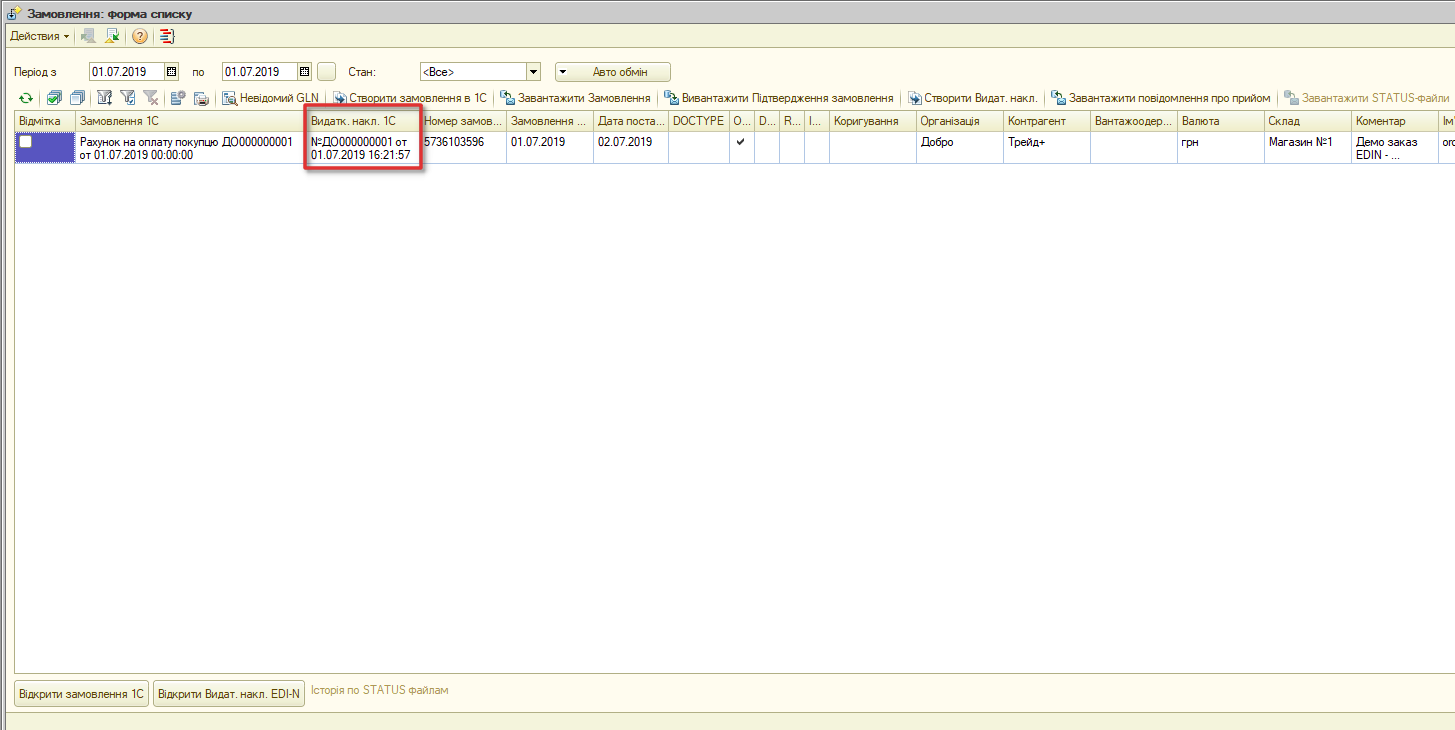 Замовлення: форма списку
Действия
Період з 01.07.2019 по 01.07.2019 Стан: <Все> Авто обмін
Невідомий GLN Створити замовлення в 1С Завантажити Замовлення Вивантажити Підтвердження замовлення Створити Видат. накл. Завантажити повідомлення про прийом Завантажити STATUS-Файли
Відмітка Замовлення 1С Видатк. накл. 1С Номер замов... Замовлення ... Дата поста... DOCTYPE O... D... R... I... Коригування Організація Контрагент Вантажоодер... Валюта Склад Коментар Ім'
Рахунок на оплату покупцю ДО000000001 №ДО000000001 от 5736103596 01.07.2019 02.07.2019 Добро Трейд+ грн Магазин №1 Демо заказ ord
от 01.07.2019 00:00:00 01.07.2019 16:21:57 EDIN - ...
Відкрити замовлення 1С Відкрити Видат. накл. EDI-N Історія по STATUS файлам